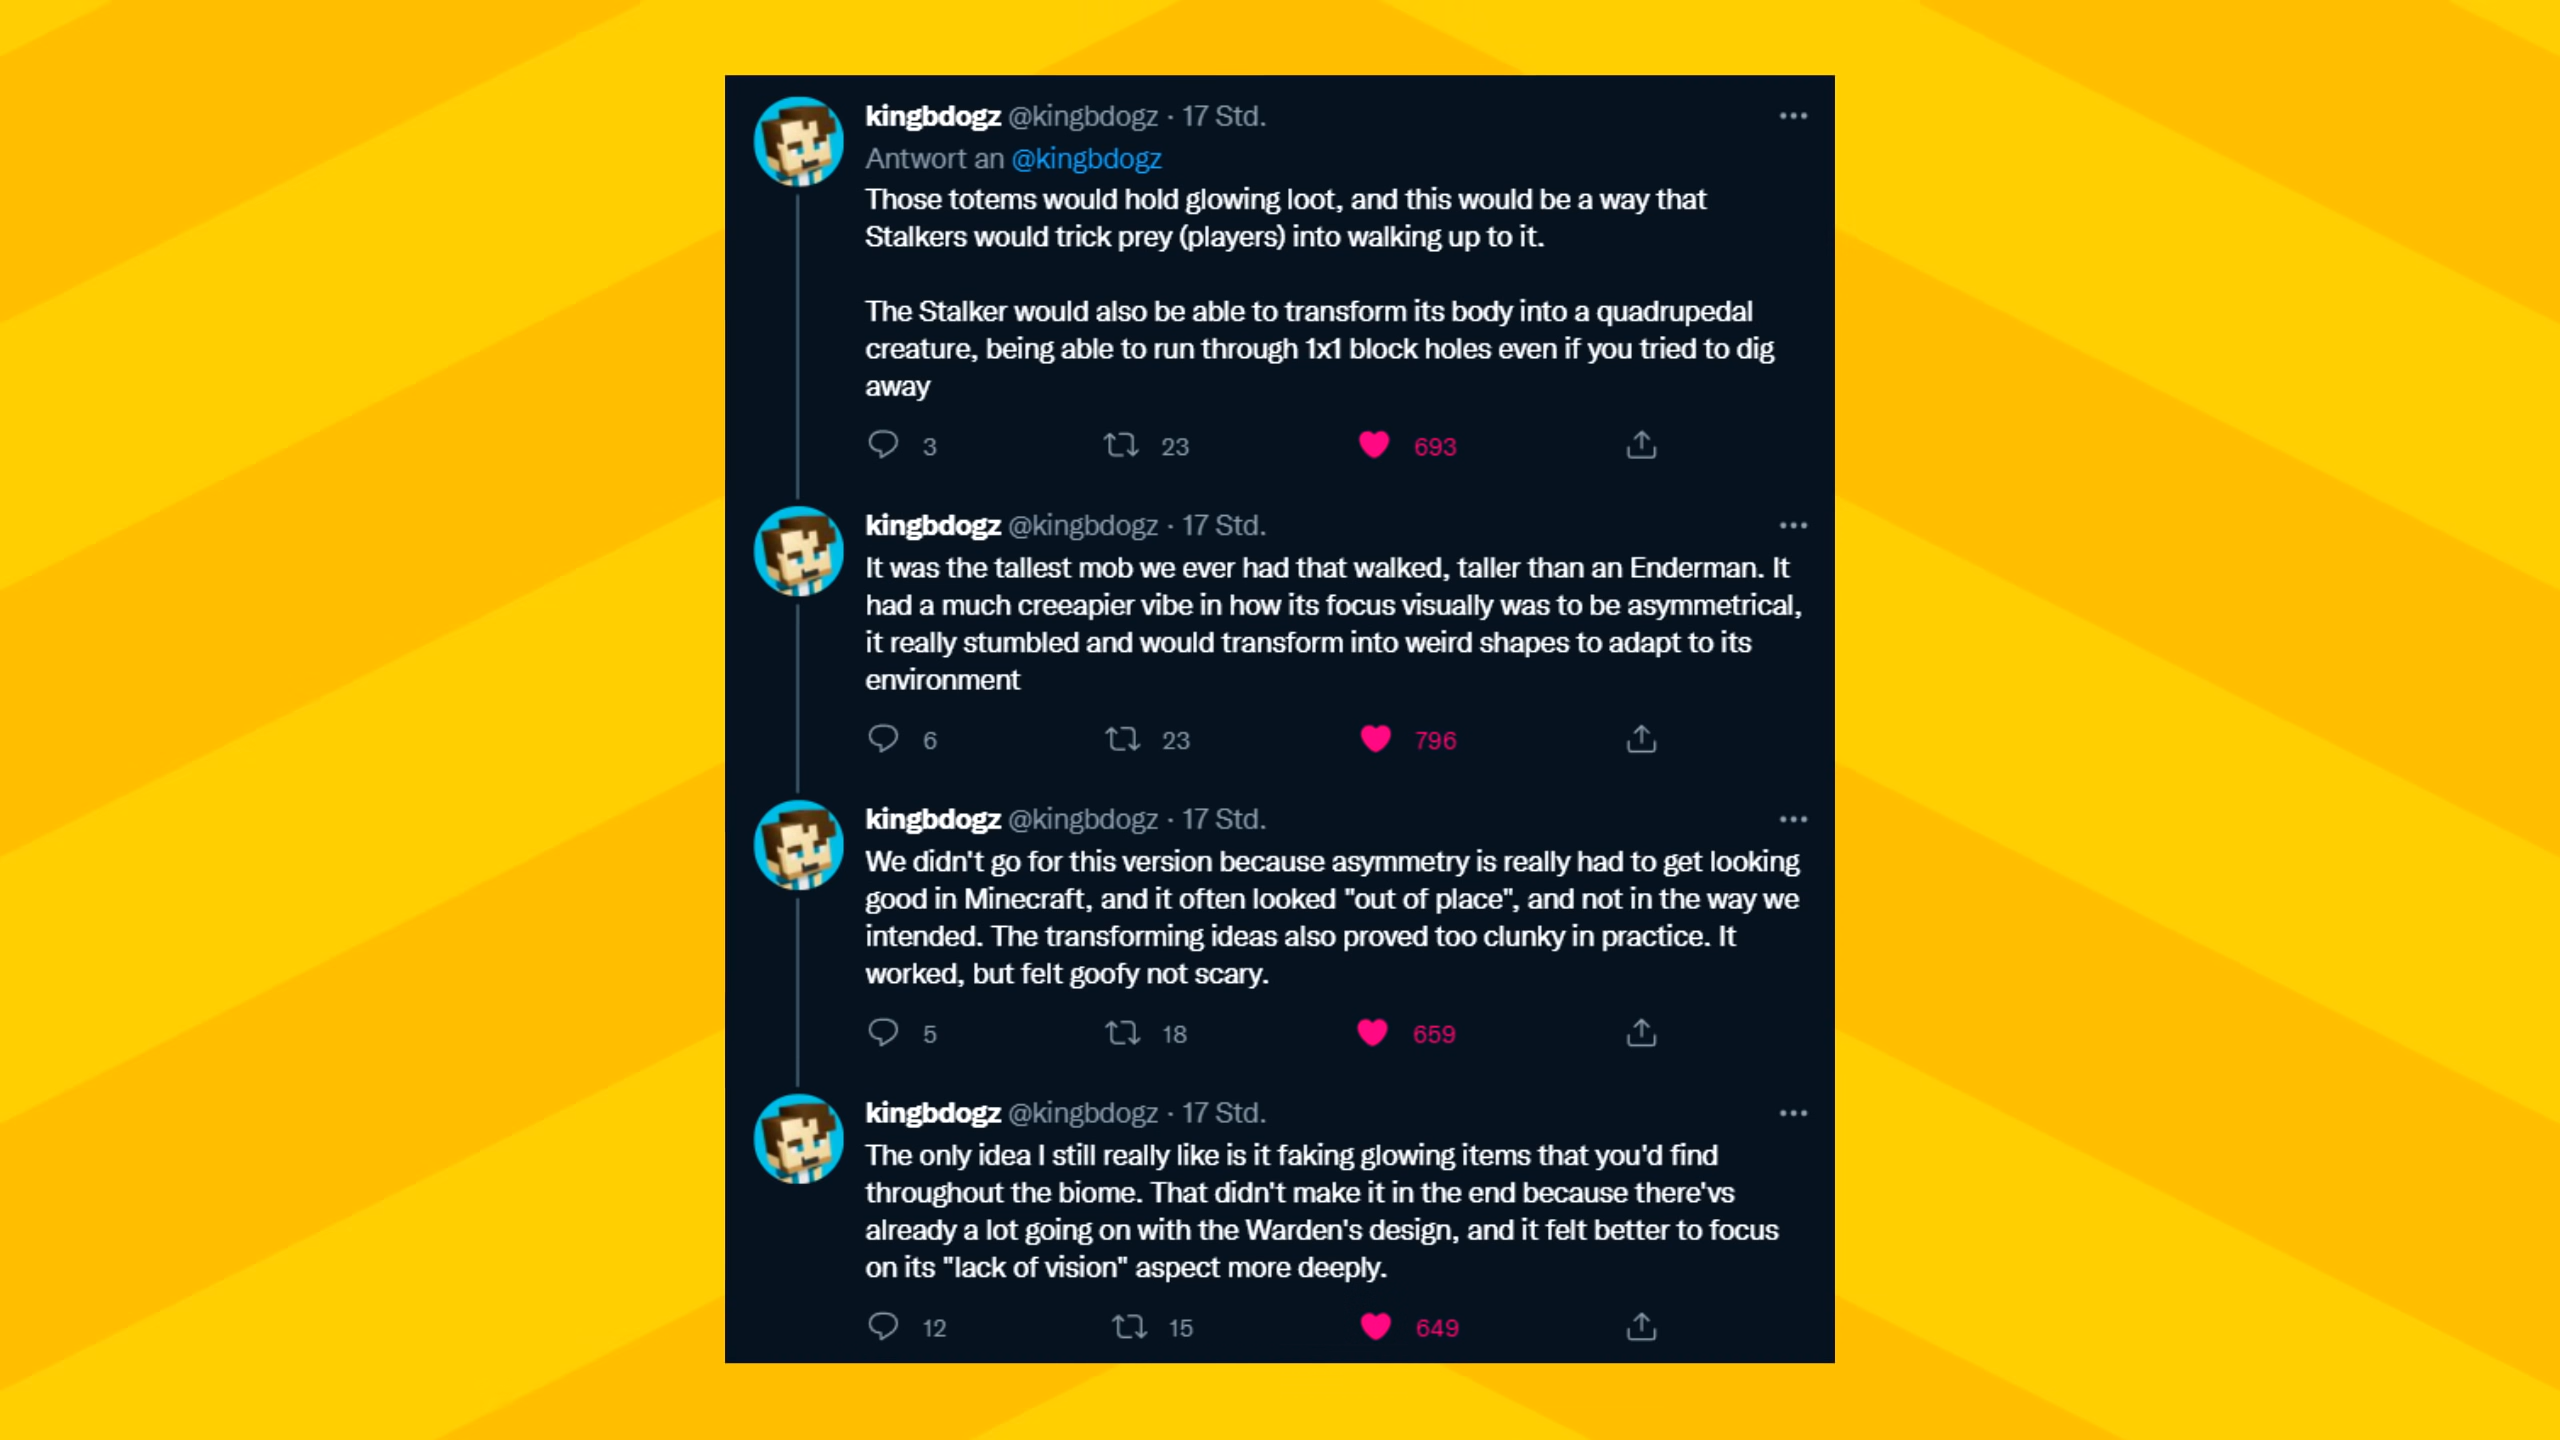 kingbdogz @kingbdogz · 17 Std.
Antwort an @kingbdogz
Those totems would hold glowing loot, and this would be a way that
Stalkers would trick prey (players) into walking up to it.
The Stalker would also be able to transform its body into a quadrupedal
creature, being able to run through 1x1 block holes even if you tried to dig
away
3 23 693
kingbdogz @kingbdogz · 17 Std.
It was the tallest mob we ever had that walked, taller than an Enderman. It
had a much creeapier vibe in how its focus visually was to be asymmetrical,
it really stumbled and would transform into weird shapes to adapt to its
environment
6 23 796
kingbdogz @kingbdogz · 17 Std.
We didn't go for this version because asymmetry is really had to get looking
good in Minecraft, and it often looked "out of place", and not in the way we
intended. The transforming ideas also proved too clunky in practice. It
worked, but felt goofy not scary.
5 18 659
kingbdogz @kingbdogz · 17 Std.
The only idea I still really like is it faking glowing items that you'd find
throughout the biome. That didn't make it in the end because there'vs
already a lot going on with the Warden's design, and it felt better to focus
on its "lack of vision" aspect more deeply.
12 15 649